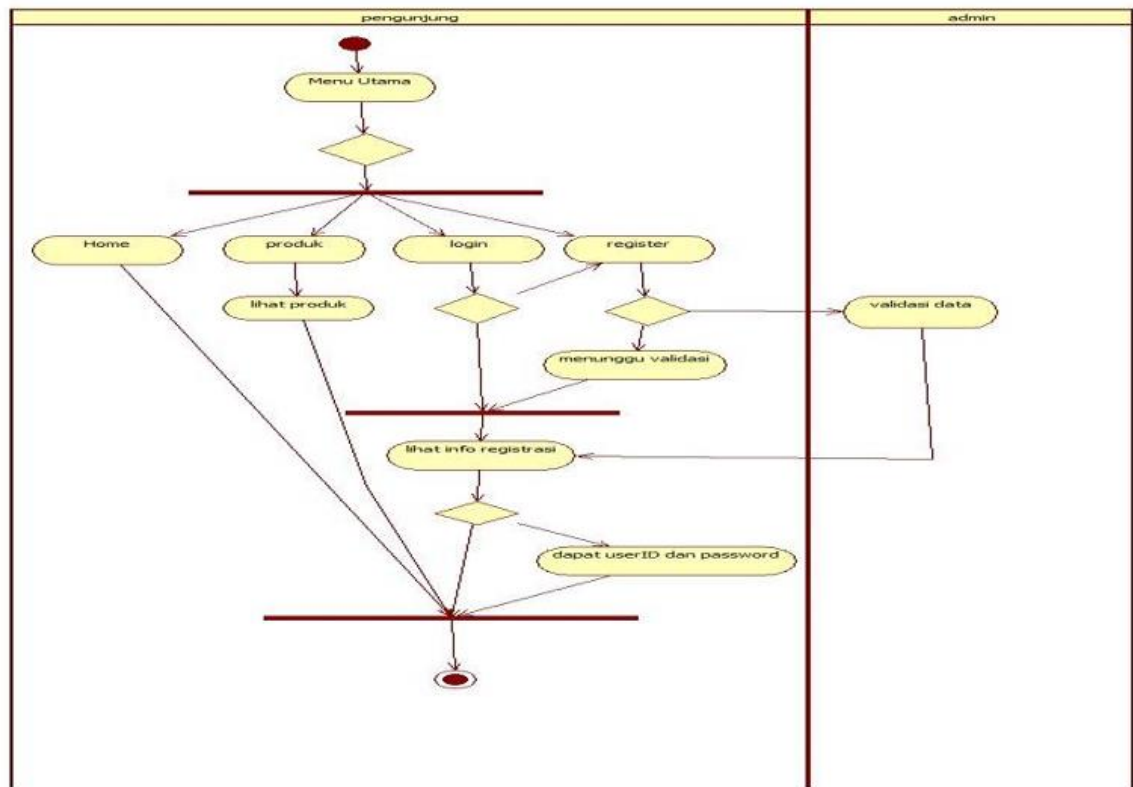 pengunjung
admin
Menu Utama
Home
produk
login
register
lihat produk
validasi data
menunggu validasi
lihat info registrasi
dapat userID dan password